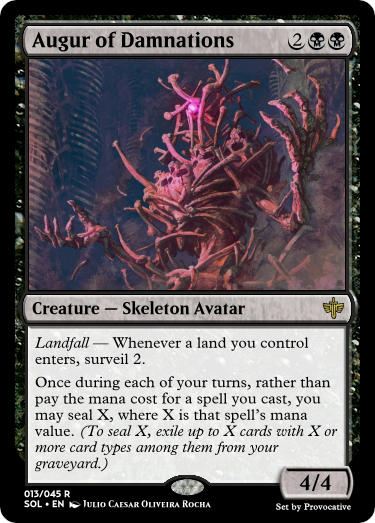 Augur of Damnations 2
Creature — Skeleton Avatar
Landfall — Whenever a land you control
enters, surveil 2.
Once during each of your turns, rather than
pay the mana cost for a spell you cast, you
may seal X, where X is that spell's mana
value. (To seal X, exile up to X cards with X or
more card types among them from your
graveyard.)
4/4
013/045 R
SOL • EN Julio Caesar Oliveira Rocha
Set by Provocative